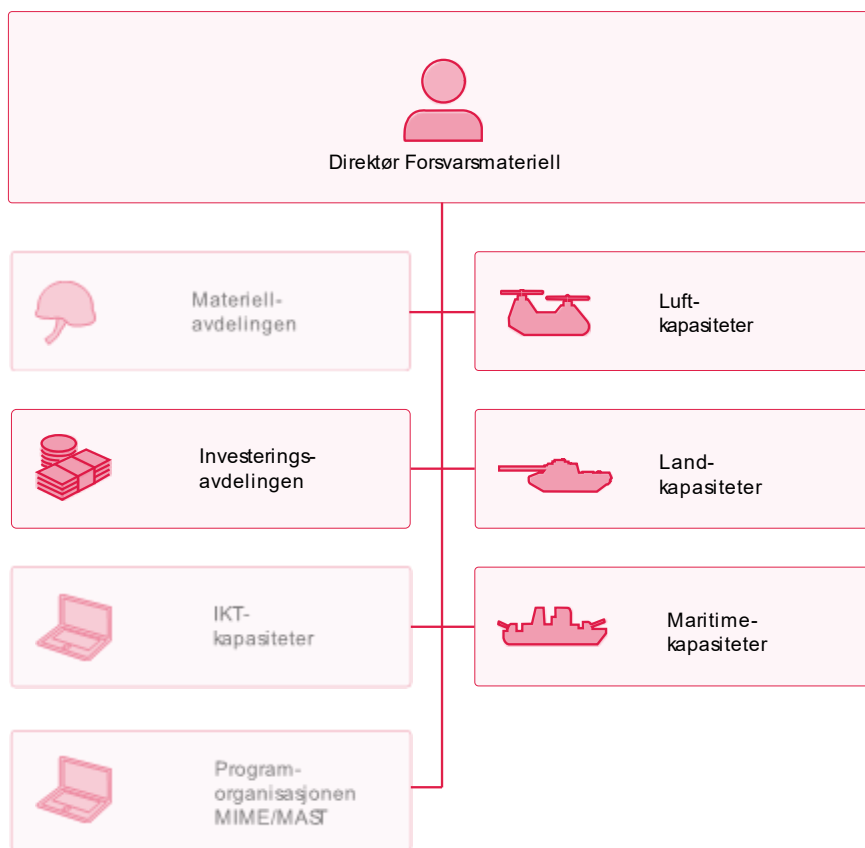 Direktør Forsvarsmateriell
Materiell-
avdelingen
Luft-
kapasiteter
Investerings-
avdelingen
Land-
kapasiteter
IKT-
kapasiteter
Maritime-
kapasiteter
Program-
organisasjonen
MIME/MAST